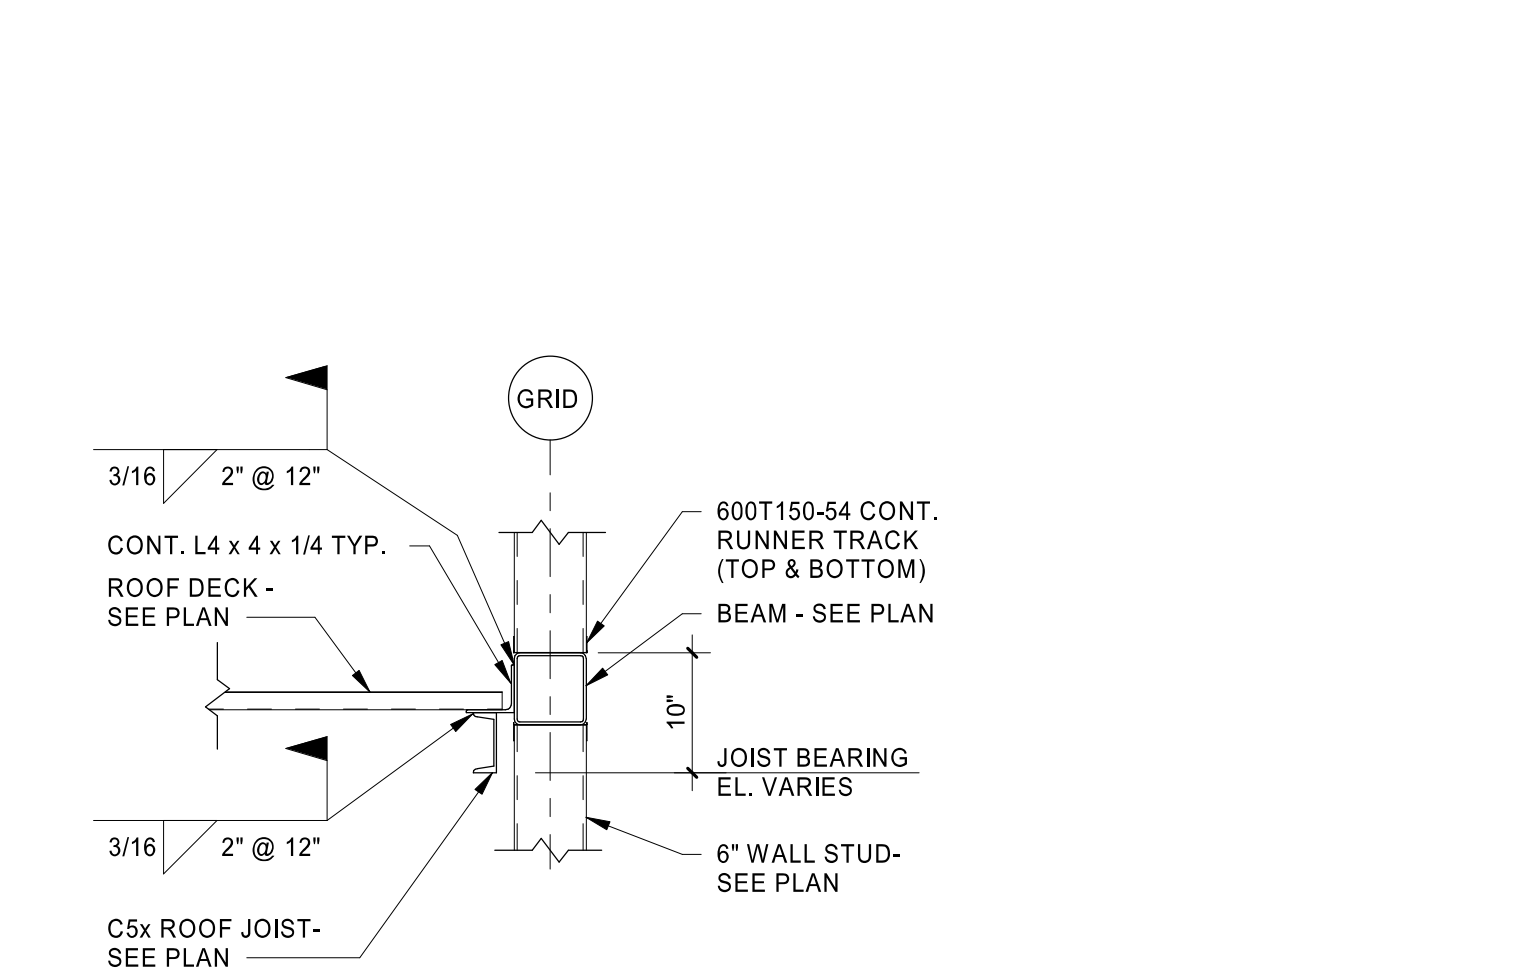 GRID
3/16
2" @ 12"
CONT. L4 x 4 x 1/4 TYP.
ROOF DECK -
SEE PLAN
600T150-54 CONT.
RUNNER TRACK
(TOP & BOTTOM)
BEAM - SEE PLAN
10"
JOIST BEARING
EL. VARIES
3/16
2" @ 12"
6" WALL STUD-
SEE PLAN
C5x ROOF JOIST-
SEE PLAN